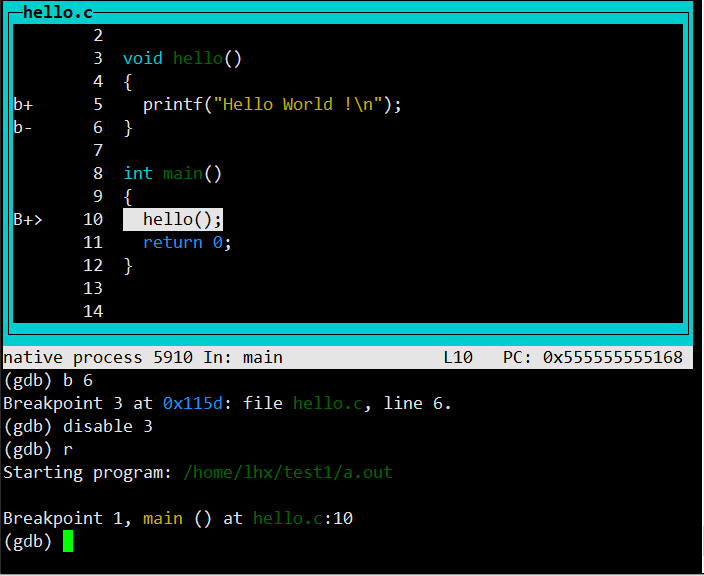 hello.c
2
3 void hello()
4 {
b+ 5 printf("Hello World !\n");
b- 6 }
7
8 int main()
9 {
B+> 10 hello();
11 return 0;
12 }
13
14
native process 5910 In: main L10 PC: 0x555555555168
(gdb) b 6
Breakpoint 3 at 0x115d: file hello.c, line 6.
(gdb) disable 3
(gdb) r
Starting program: /home/lhx/test1/a.out
Breakpoint 1, main () at hello.c:10
(gdb)